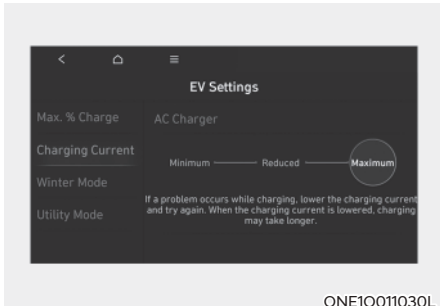 EV Settings
Max. % Charge
AC Charger
Charging Current
Minimum
Reduced
Maximum
Winter Mode
If a problem occurs while charging, lower the charging current
and try again. When the charging current is lowered, charging
may take longer.
Utility Mode
ONE1Q011030L